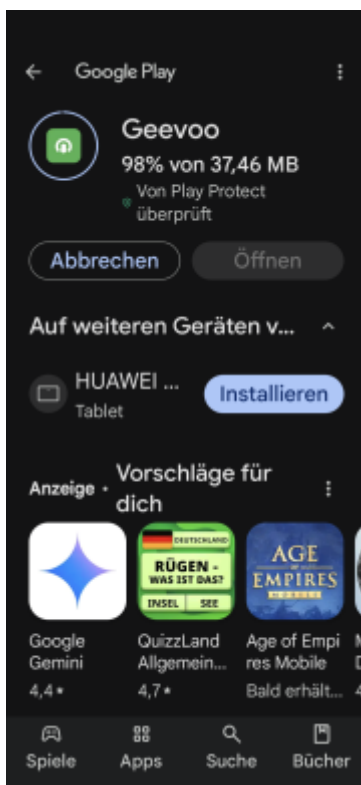 Google Play
Geevoo
98% von 37,46 MB
Von Play Protect
überprüft
Abbrechen
Öffnen
Auf weiteren Geräten v...
HUAWEI ...
Tablet
Installieren
Anzeige •
Vorschläge für
dich
DEUTSCHLAND
RÜGEN -
WAS IST DAS?
INSEL
SEE
AGE
OF
EMPIRES
MOBILE
Google
Gemini
4,4★
QuizzLand
Allgemein...
4,7★
Age of Empi
res Mobile
Bald erhält...
Spiele
Apps
Suche
Bücher